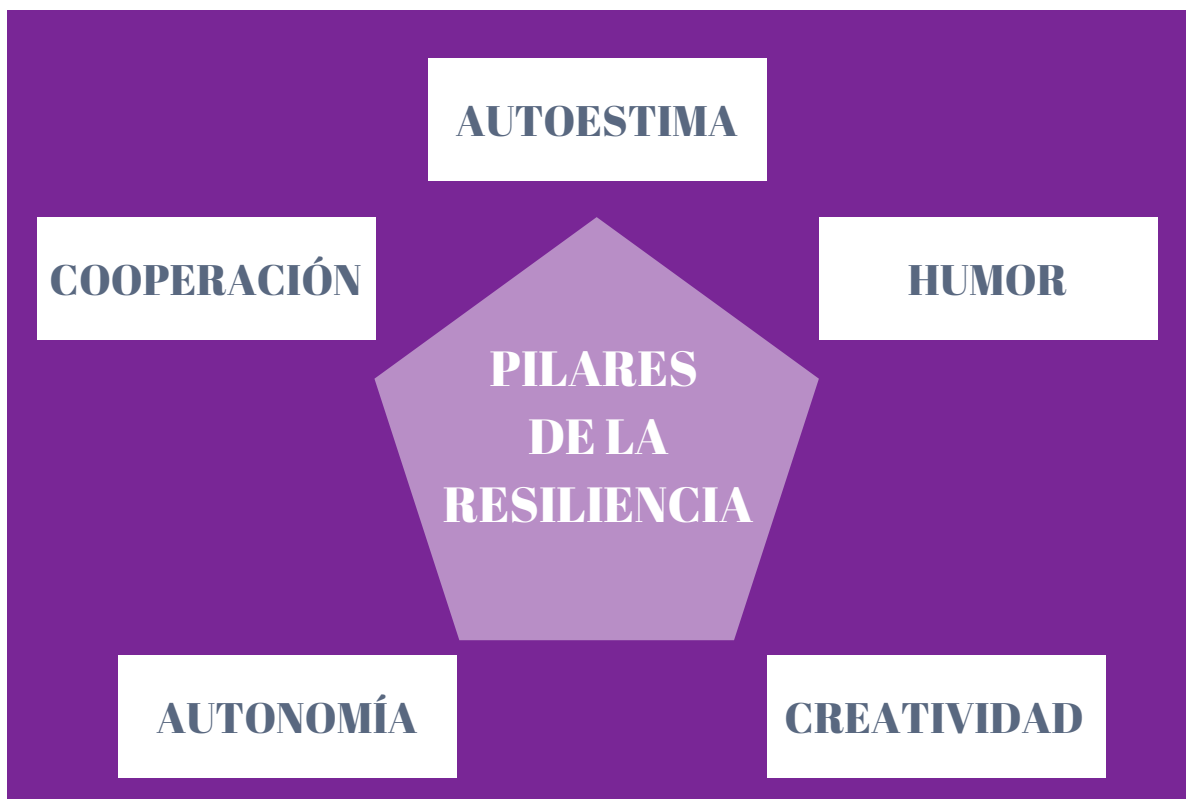 AUTOESTIMA
COOPERACIÓN
HUMOR
PILARES
DE LA
RESILIENCIA
AUTONOMÍA
CREATIVIDAD